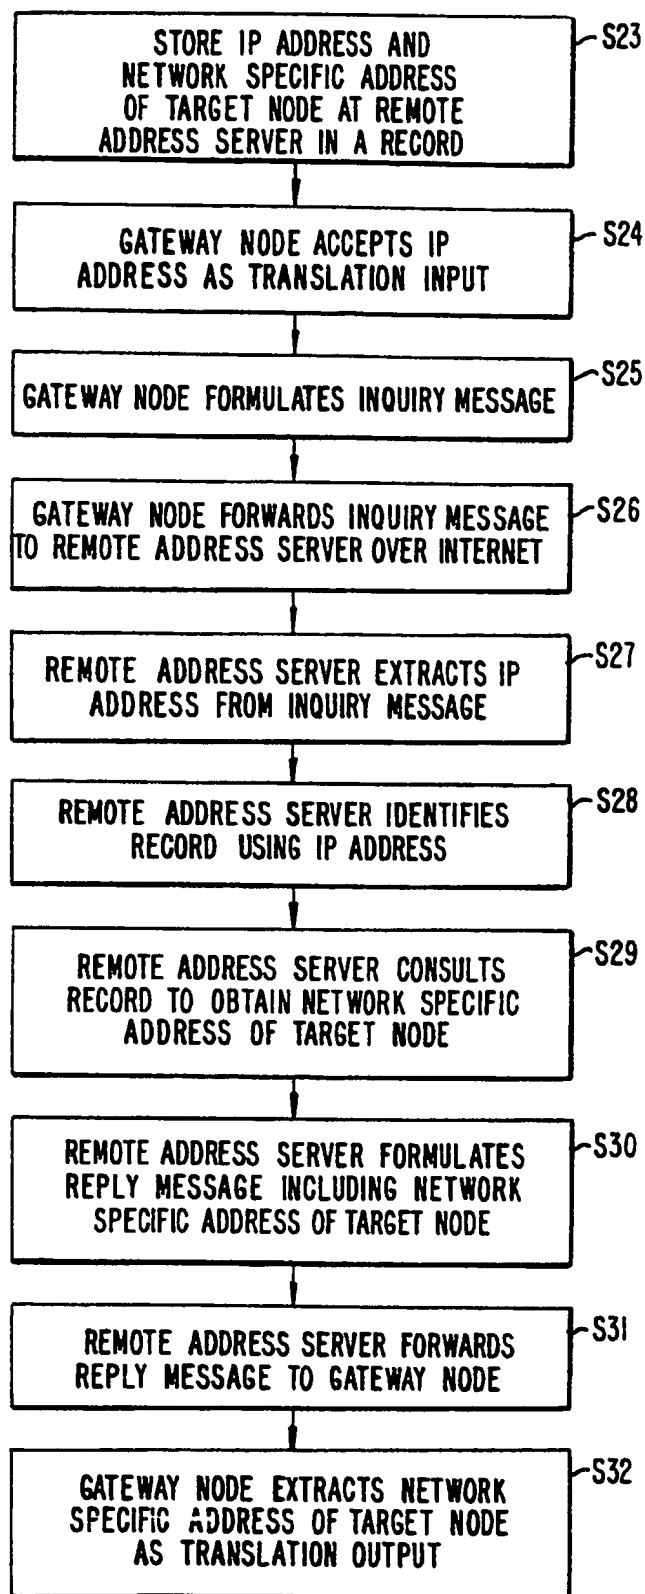 STORE IP ADDRESS AND
NETWORK SPECIFIC ADDRESS
OF TARGET NODE AT REMOTE
ADDRESS SERVER IN A RECORD
S23
GATEWAY NODE ACCEPTS IP
ADDRESS AS TRANSLATION INPUT
S24
GATEWAY NODE FORMULATES INQUIRY MESSAGE
S25
GATEWAY NODE FORWARDS INQUIRY MESSAGE
TO REMOTE ADDRESS SERVER OVER INTERNET
S26
REMOTE ADDRESS SERVER EXTRACTS IP
ADDRESS FROM INQUIRY MESSAGE
S27
REMOTE ADDRESS SERVER IDENTIFIES
RECORD USING IP ADDRESS
S28
REMOTE ADDRESS SERVER CONSULTS
RECORD TO OBTAIN NETWORK SPECIFIC
ADDRESS OF TARGET NODE
S29
REMOTE ADDRESS SERVER FORMULATES
REPLY MESSAGE INCLUDING NETWORK
SPECIFIC ADDRESS OF TARGET NODE
S30
REMOTE ADDRESS SERVER FORWARDS
REPLY MESSAGE TO GATEWAY NODE
S31
GATEWAY NODE EXTRACTS NETWORK
SPECIFIC ADDRESS OF TARGET NODE
AS TRANSLATION OUTPUT
S32